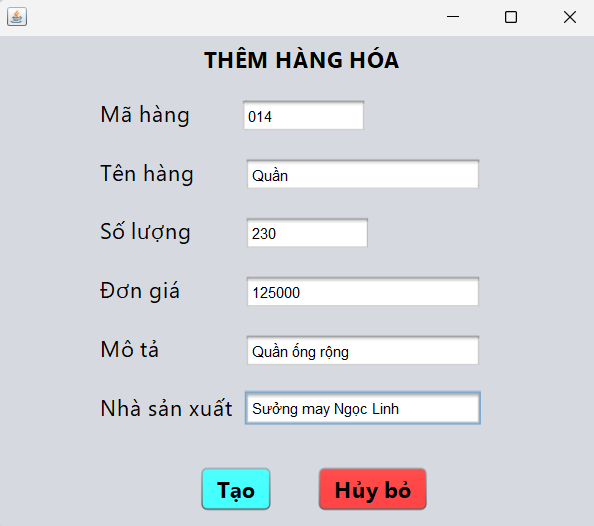 THÊM HÀNG HÓA
Mã hàng 014
Tên hàng Quần
Số lượng 230
Đơn giá 125000
Mô tả Quần ống rộng
Nhà sản xuất Sưởng may Ngọc Linh
Tạo Hủy bỏ